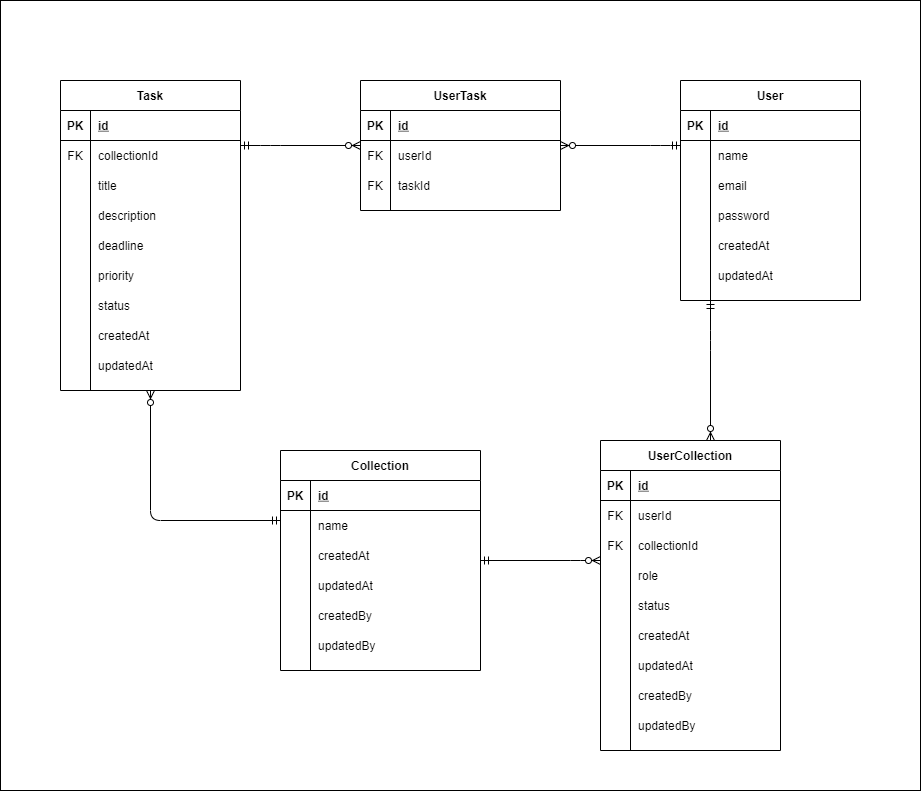 Task
PK id
FK collectionId
title
description
deadline
priority
status
createdAt
updatedAt
UserTask
PK id
FK userId
FK taskId
User
PK id
name
email
password
createdAt
updatedAt
Collection
PK id
name
createdAt
updatedAt
createdBy
updatedBy
UserCollection
PK id
FK userId
FK collectionId
role
status
createdAt
updatedAt
createdBy
updatedBy